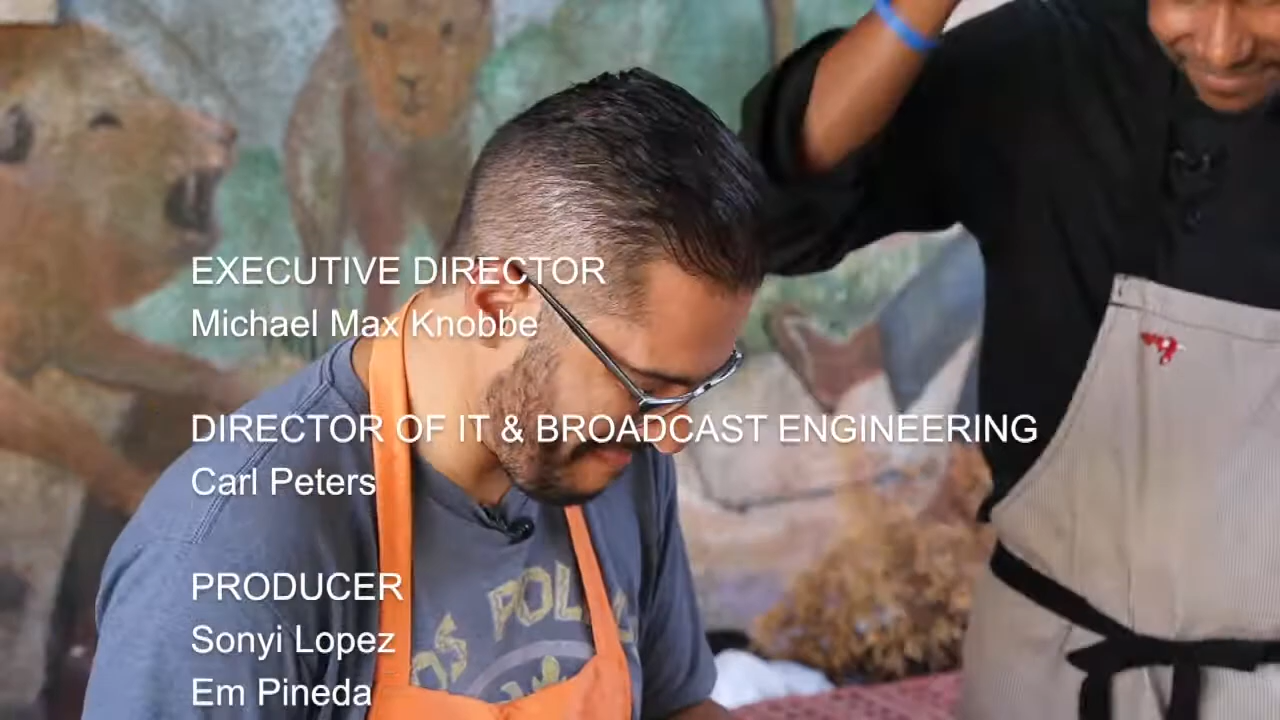 EXECUTIVE DIRECTOR
Michael Max Knobbe
DIRECTOR OF IT & BROADCAST ENGINEERING
Carl Peters
PRODUCER
Sonyi Lopez
Em Pineda